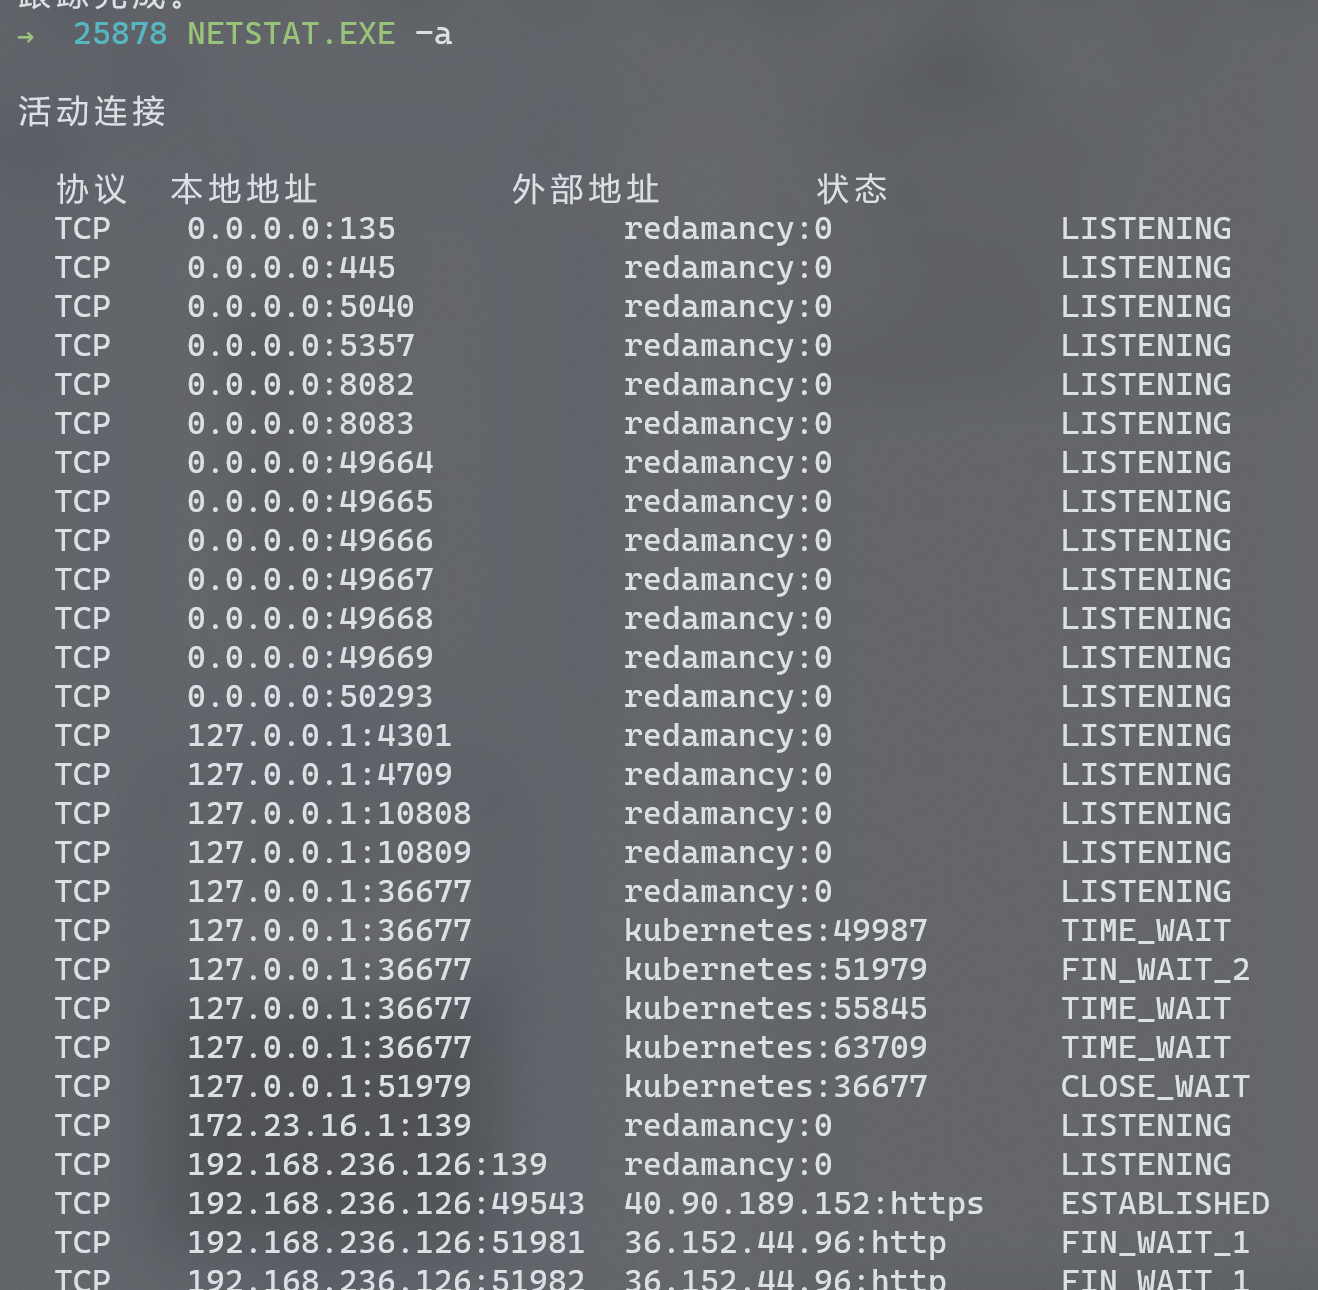 跟踪完成。
→  25878 NETSTAT.EXE -a
活动连接
  协议  本地地址          外部地址        状态
  TCP    0.0.0.0:135            redamancy:0            LISTENING
  TCP    0.0.0.0:445            redamancy:0            LISTENING
  TCP    0.0.0.0:5040           redamancy:0            LISTENING
  TCP    0.0.0.0:5357           redamancy:0            LISTENING
  TCP    0.0.0.0:8082           redamancy:0            LISTENING
  TCP    0.0.0.0:8083           redamancy:0            LISTENING
  TCP    0.0.0.0:49664          redamancy:0            LISTENING
  TCP    0.0.0.0:49665          redamancy:0            LISTENING
  TCP    0.0.0.0:49666          redamancy:0            LISTENING
  TCP    0.0.0.0:49667          redamancy:0            LISTENING
  TCP    0.0.0.0:49668          redamancy:0            LISTENING
  TCP    0.0.0.0:49669          redamancy:0            LISTENING
  TCP    0.0.0.0:50293          redamancy:0            LISTENING
  TCP    127.0.0.1:4301         redamancy:0            LISTENING
  TCP    127.0.0.1:4709         redamancy:0            LISTENING
  TCP    127.0.0.1:10808        redamancy:0            LISTENING
  TCP    127.0.0.1:10809        redamancy:0            LISTENING
  TCP    127.0.0.1:36677        redamancy:0            LISTENING
  TCP    127.0.0.1:36677        kubernetes:49987       TIME_WAIT
  TCP    127.0.0.1:36677        kubernetes:51979       FIN_WAIT_2
  TCP    127.0.0.1:36677        kubernetes:55845       TIME_WAIT
  TCP    127.0.0.1:36677        kubernetes:63709       TIME_WAIT
  TCP    127.0.0.1:51979        kubernetes:36677       CLOSE_WAIT
  TCP    172.23.16.1:139        redamancy:0            LISTENING
  TCP    192.168.236.126:139    redamancy:0            LISTENING
  TCP    192.168.236.126:49543  40.90.189.152:https    ESTABLISHED
  TCP    192.168.236.126:51981  36.152.44.96:http      FIN_WAIT_1
  TCP    192.168.236.126:51982  36.152.44.96:http      FIN_WAIT_1